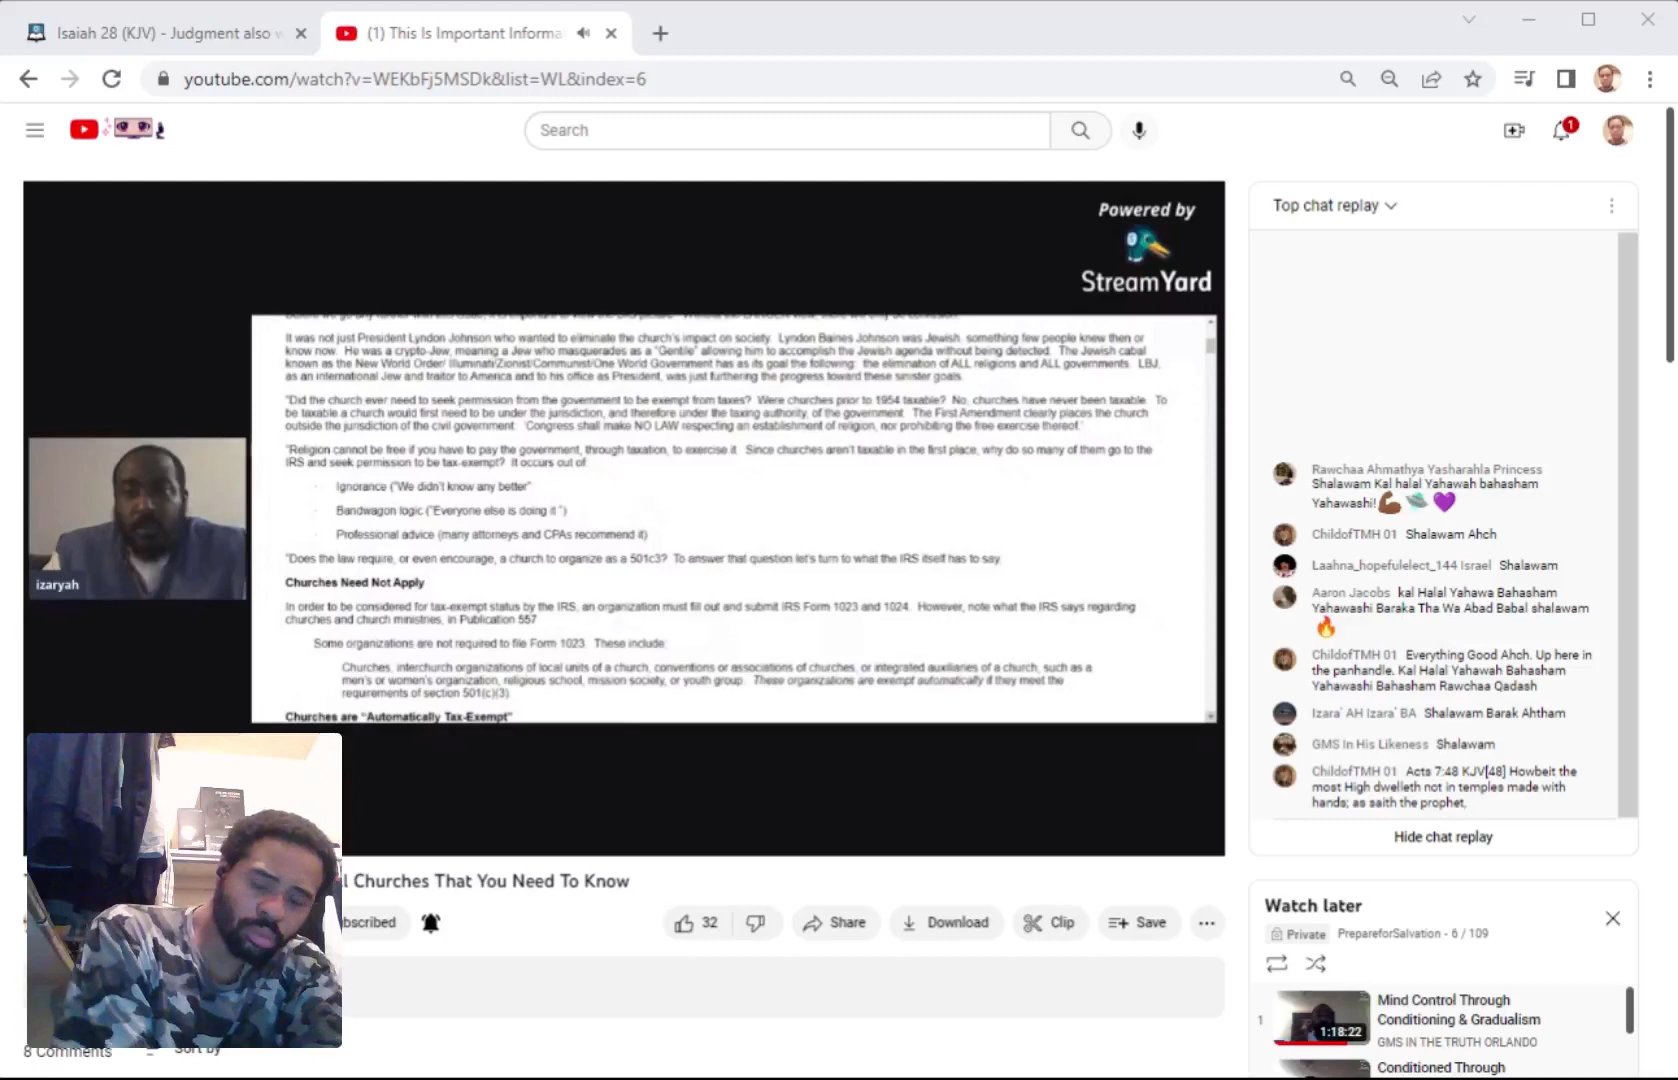 Isaiah 28 (KJV) - Judgment also w
(1) This Is Important Informa
youtube.com/watch?v=WEKbFj5MSDk&list=WL&index=6
Search
1
Powered by
StreamYard
It was not just President Lyndon Johnson who wanted to eliminate the church's impact on society. Lyndon Baines Johnson was Jewish, something few people knew then or
know now. He was a crypto-Jew, meaning a Jew who masquerades as a "Gentile" allowing him to accomplish the Jewish agenda without being detected. The Jewish cabal
known as the New World Order/ Illuminati/Zionist/Communist/One World Government has as its goal the following: the elimination of ALL religions and ALL governments. LBJ,
as an international Jew and traitor to America and to his office as President, was just furthering the progress toward these sinister goals.
"Did the church ever need to seek permission from the government to be exempt from taxes? Were churches prior to 1954 taxable? No, churches have never been taxable. To
be taxable a church would first need to be under the jurisdiction, and therefore under the taxing authority, of the government. The First Amendment clearly places the church
outside the jurisdiction of the civil government. 'Congress shall make NO LAW respecting an establishment of religion, nor prohibiting the free exercise thereof.'
"Religion cannot be free if you have to pay the government, through taxation, to exercise it. Since churches aren't taxable in the first place, why do so many of them go to the
IRS and seek permission to be tax-exempt? It occurs out of
Ignorance ("We didn't know any better"
Bandwagon logic ("Everyone else is doing it.")
Professional advice (many attorneys and CPAs recommend it)
"Does the law require, or even encourage, a church to organize as a 501c3? To answer that question let's turn to what the IRS itself has to say.
Churches Need Not Apply
In order to be considered for tax-exempt status by the IRS, an organization must fill out and submit IRS Form 1023 and 1024. However, note what the IRS says regarding
churches and church ministries, in Publication 557
Some organizations are not required to file Form 1023. These include:
Churches, interchurch organizations of local units of a church, conventions or associations of churches, or integrated auxiliaries of a church, such as a
men's or women's organization, religious school, mission society, or youth group. These organizations are exempt automatically if they meet the
requirements of section 501(c)(3).
Churches are "Automatically Tax-Exempt"
izaryah
l Churches That You Need To Know
bscribed
32
Share
Download
Clip
Save
8 Comments
Sort by
Top chat replay
Rawchaa Ahmathya Yasharahla Princess
Shalawam Kal halal Yahawah bahasham
Yahawashi!💪🏾🛸💜
ChildofTMH 01 Shalawam Ahch
Laahna_hopefulelect_144 Israel Shalawam
Aaron Jacobs kal Halal Yahawa Bahasham
Yahawashi Baraka Tha Wa Abad Babal shalawam
🔥
ChildofTMH 01 Everything Good Ahch. Up here in
the panhandle. Kal Halal Yahawah Bahasham
Yahawashi Bahasham Rawchaa Qadash
Izara' AH Izara' BA Shalawam Barak Ahtham
GMS In His Likeness Shalawam
ChildofTMH 01 Acts 7:48 KJV[48] Howbeit the
most High dwelleth not in temples made with
hands; as saith the prophet,
Hide chat replay
Watch later
Private PrepareforSalvation - 6 / 109
1
1:18:22
Mind Control Through
Conditioning & Gradualism
GMS IN THE TRUTH ORLANDO
Conditioned Through